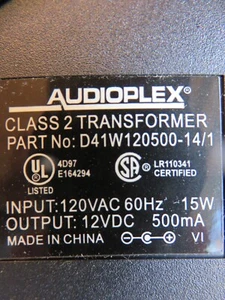 AUDIOPLEX®
CLASS 2 TRANSFORMER
PART No: D41W120500-14/1
UL
LISTED
4D97
E164294
SA
LR110341
CERTIFIED
INPUT: 120VAC 60Hz 15W
OUTPUT: 12VDC 500mA
MADE IN CHINA - + VI